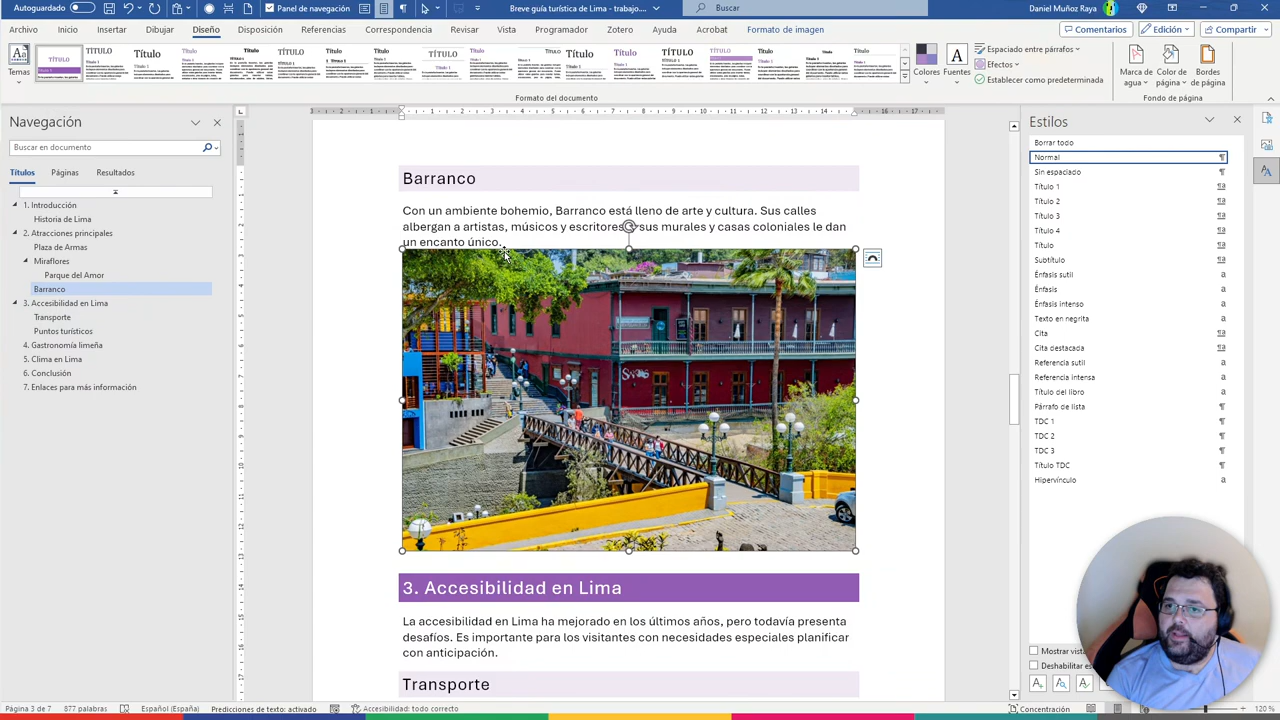 Autoguardado
Panel de navegación
Breve guía turística de Lima - trabajo...
Buscar
Daniel Muñoz Raya
Archivo Inicio Insertar Dibujar Diseño Disposición Referencias Correspondencia Revisar Vista Programador Zotero Ayuda Acrobat Formato de imagen
Comentarios Edición Compartir
Temas
Título
Colores
Fuentes
Espaciado entre párrafos
Efectos
Establecer como predeterminada
Marca de agua
Color de página
Bordes de página
Formato del documento
Fondo de página
Navegación
Buscar en documento
Títulos Páginas Resultados
1. Introducción
Historia de Lima
2. Atracciones principales
Plaza de Armas
Miraflores
Parque del Amor
Barranco
3. Accesibilidad en Lima
Transporte
Puntos turísticos
4. Gastronomía limeña
5. Clima en Lima
6. Conclusión
7. Enlaces para más información
Barranco
Con un ambiente bohemio, Barranco está lleno de arte y cultura. Sus calles
albergan a artistas, músicos y escritores sus murales y casas coloniales le dan
un encanto único.
3. Accesibilidad en Lima
La accesibilidad en Lima ha mejorado en los últimos años, pero todavía presenta
desafíos. Es importante para los visitantes con necesidades especiales planificar
con anticipación.
Transporte
Estilos
Borrar todo
Normal
Sin espaciado
Título 1
Título 2
Título 3
Título 4
Título
Subtítulo
Énfasis sutil
Énfasis
Énfasis intenso
Texto en negrita
Cita
Cita destacada
Referencia sutil
Referencia intensa
Título del libro
Párrafo de lista
TDC 1
TDC 2
TDC 3
Título TDC
Hipervínculo
Mostrar vista
Deshabilitar es
Página 3 de 7
877 palabras
Español (España)
Predicciones de texto: activado
Accesibilidad: todo correcto
Concentración
120 %